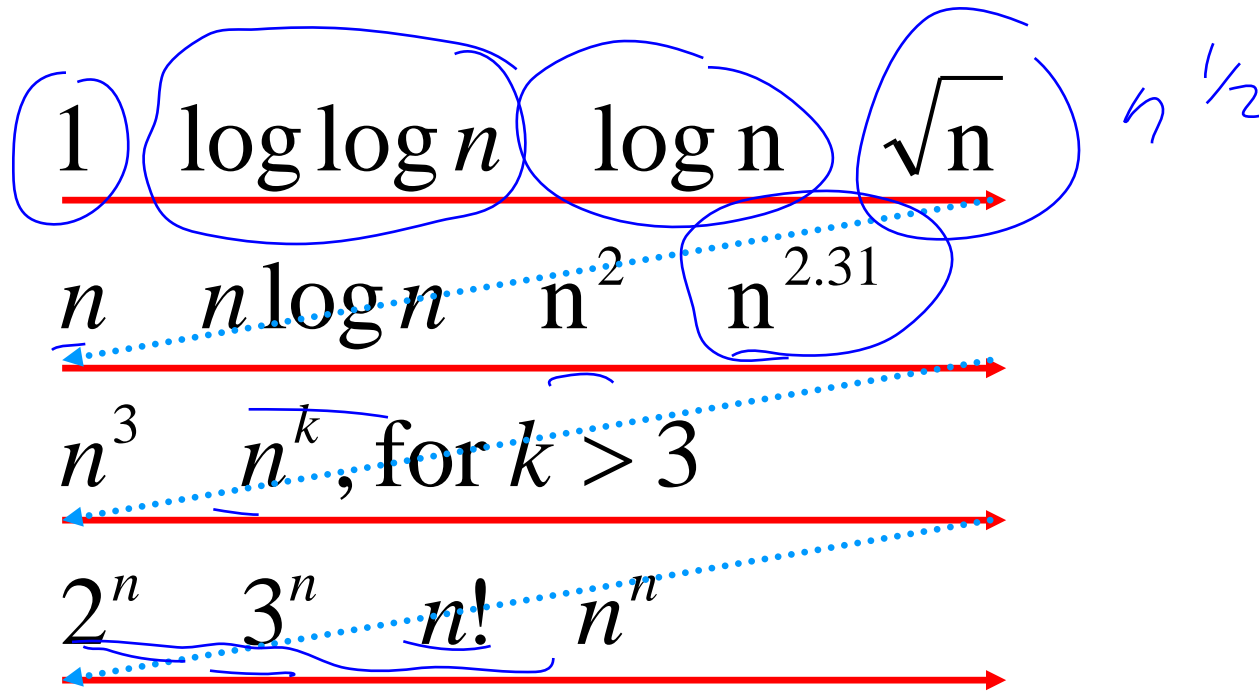 1 log log n log n √n n^1/2
n n log n n^2 n^2.31
n^3 n^k , for k > 3
2^n 3^n n! n^n